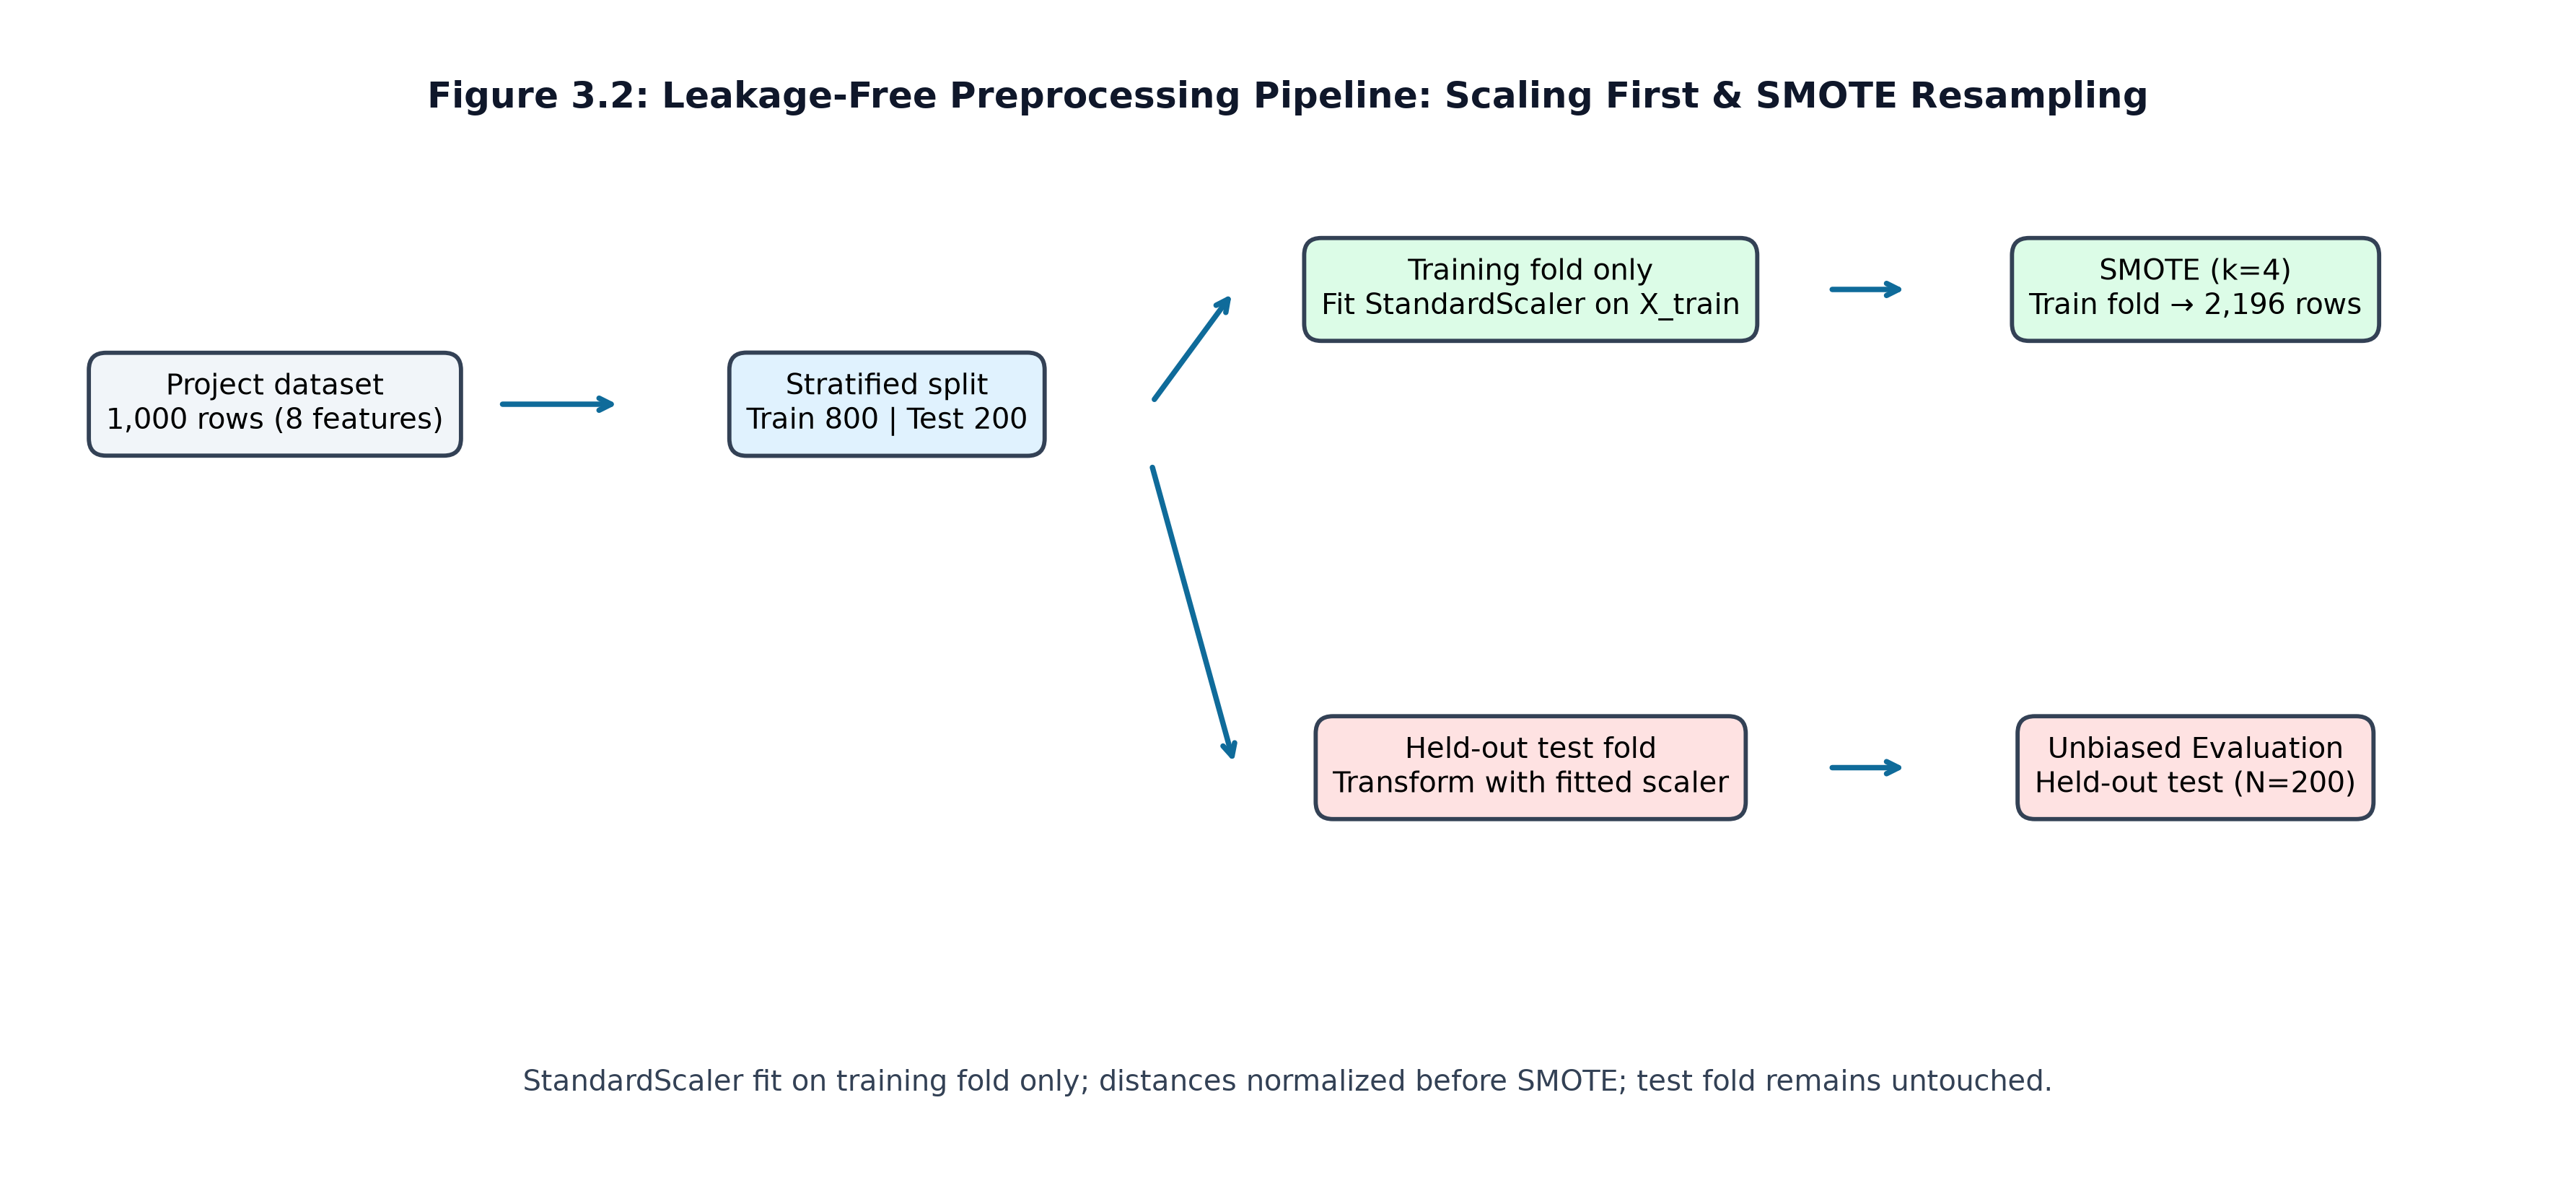 Figure 3.2: Leakage-Free Preprocessing Pipeline: Scaling First & SMOTE Resampling
Project dataset
1,000 rows (8 features)
Stratified split
Train 800 | Test 200
Training fold only
Fit StandardScaler on X_train
SMOTE (k=4)
Train fold → 2,196 rows
Held-out test fold
Transform with fitted scaler
Unbiased Evaluation
Held-out test (N=200)
StandardScaler fit on training fold only; distances normalized before SMOTE; test fold remains untouched.